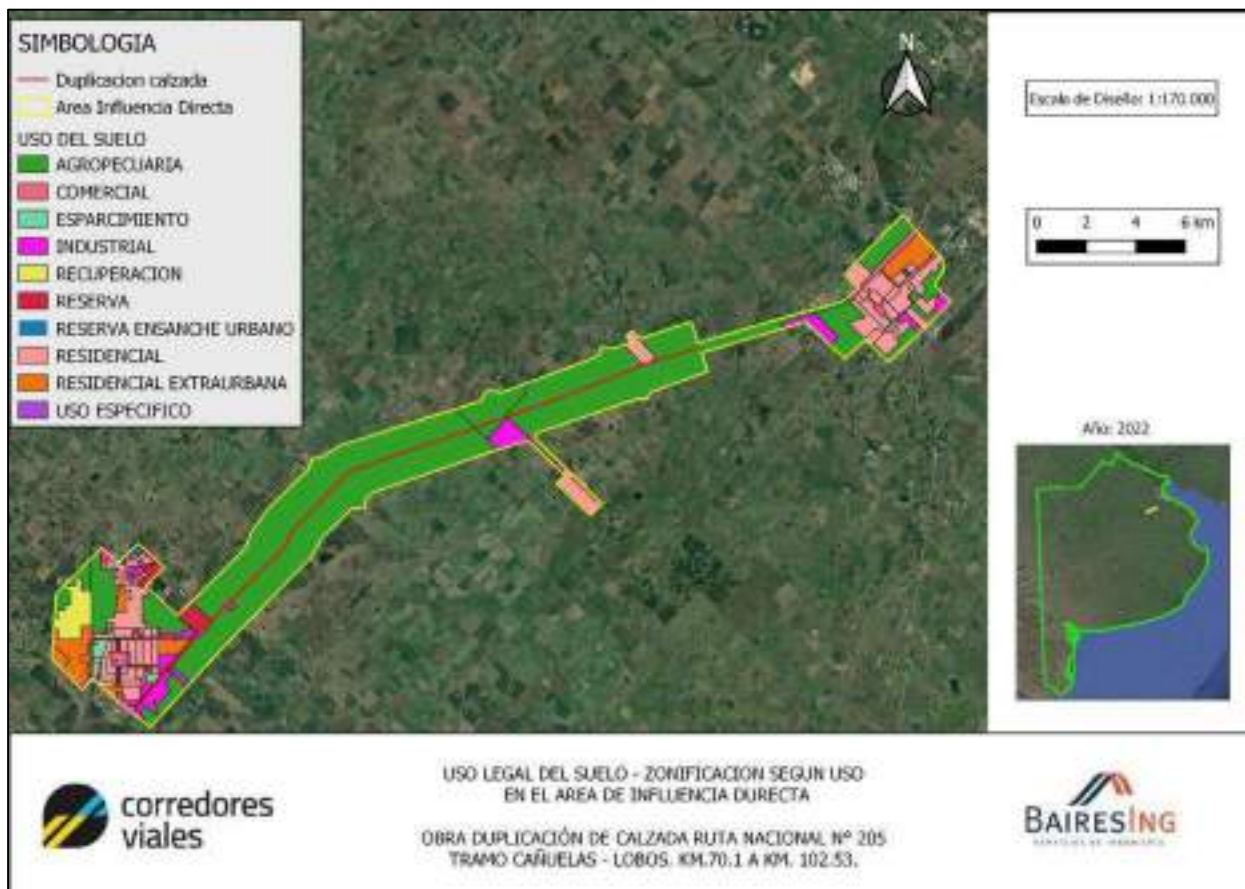 SIMBOLOGIA
Duplicacion calzada
Area Influencia Directa
USO DEL SUELO
AGROPECUARIA
COMERCIAL
ESPARCIMIENTO
INDUSTRIAL
RECUPERACION
RESERVA
RESERVA ENSANCHE URBANO
RESIDENCIAL
RESIDENCIAL EXTRAURBANA
USO ESPECIFICO
N
Escala de Diseño: 1:170.000
0 2 4 6 km
Año: 2022
corredores
viales
USO LEGAL DEL SUELO - ZONIFICACION SEGUN USO
EN EL AREA DE INFLUENCIA DURECTA
OBRA DUPLICACIÓN DE CALZADA RUTA NACIONAL Nº 205
TRAMO CAÑUELAS - LOBOS. KM.70.1 A KM. 102.53.
BAIRESING